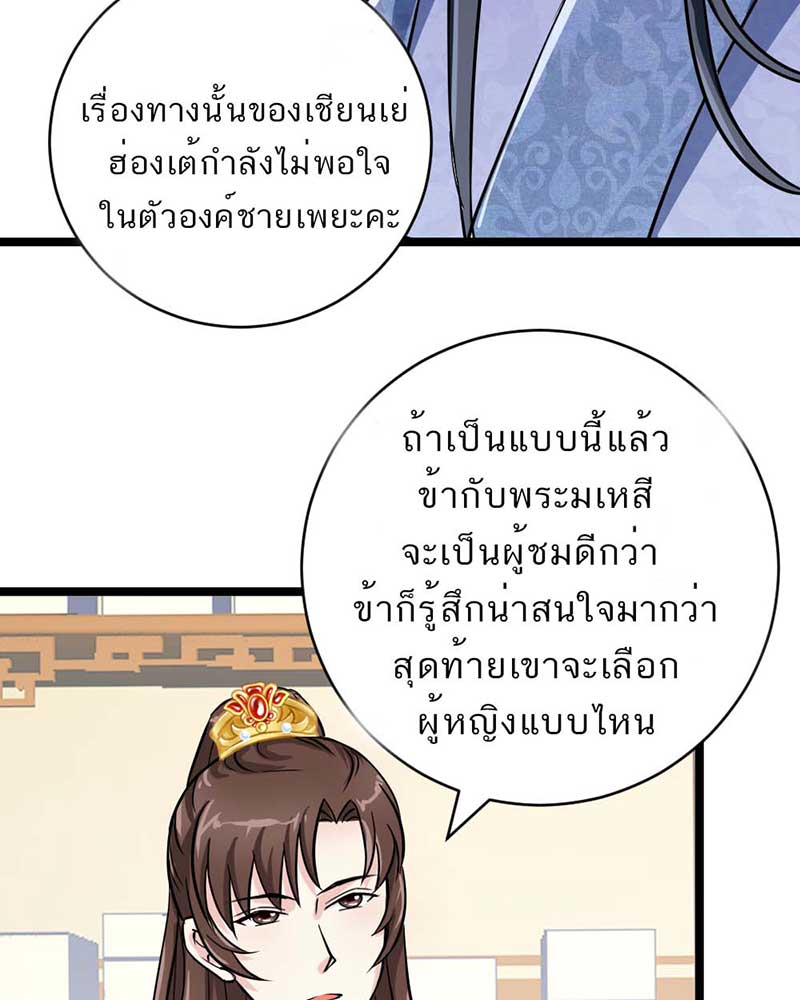 เรื่องทางนั้นของเชียนเย่
ฮ่องเต้กำลังไม่พอใจ
ในตัวองค์ชายเพยะคะ
ถ้าเป็นแบบนี้แล้ว
ข้ากับพระมเหสี
จะเป็นผู้ชมดีกว่า
ข้าก็รู้สึกน่าสนใจมากว่า
สุดท้ายเขาจะเลือก
ผู้หญิงแบบไหน